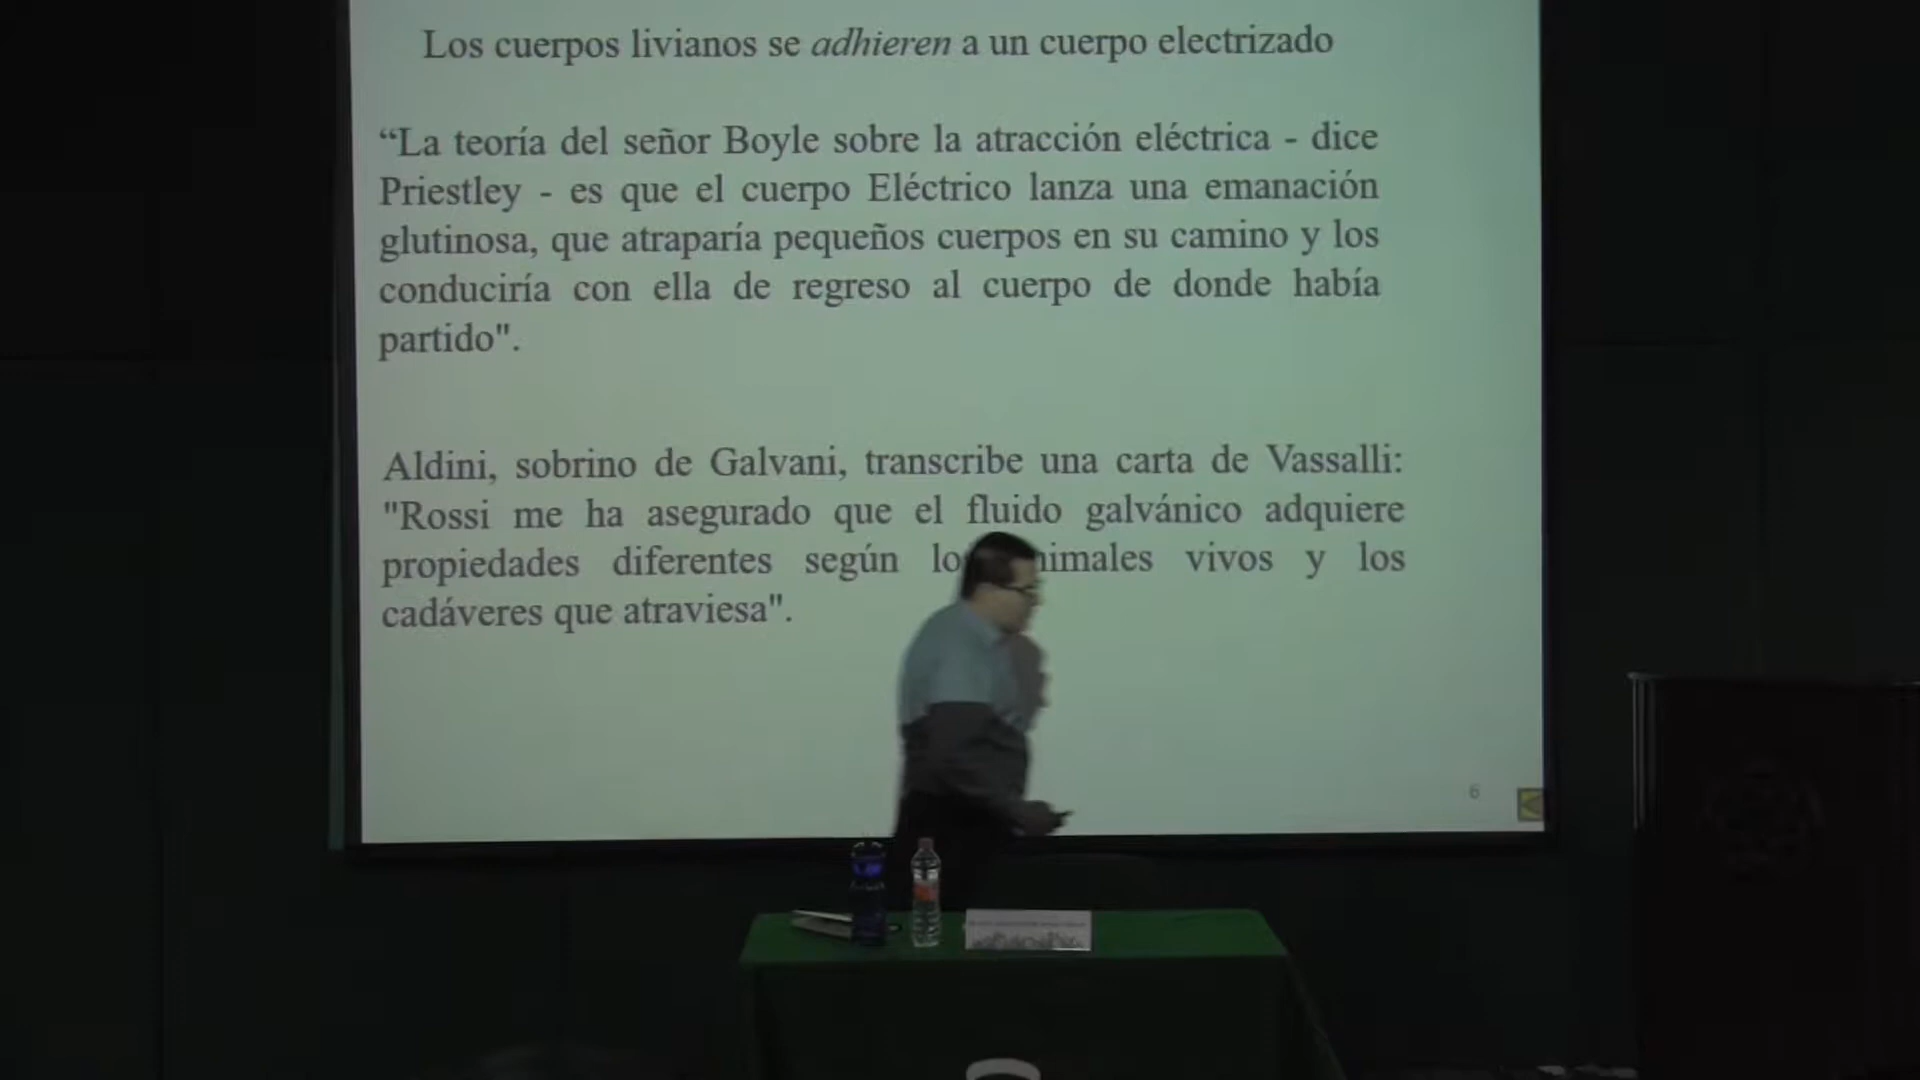 Los cuerpos livianos se adhieren a un cuerpo electrizado
“La teoría del señor Boyle sobre la atracción eléctrica - dice
Priestley - es que el cuerpo Eléctrico lanza una emanación
glutinosa, que atraparía pequeños cuerpos en su camino y los
conduciría con ella de regreso al cuerpo de donde había
partido".
Aldini, sobrino de Galvani, transcribe una carta de Vassalli:
"Rossi me ha asegurado que el fluido galvánico adquiere
propiedades diferentes según vivos y los
cadáveres que atraviesa".
6